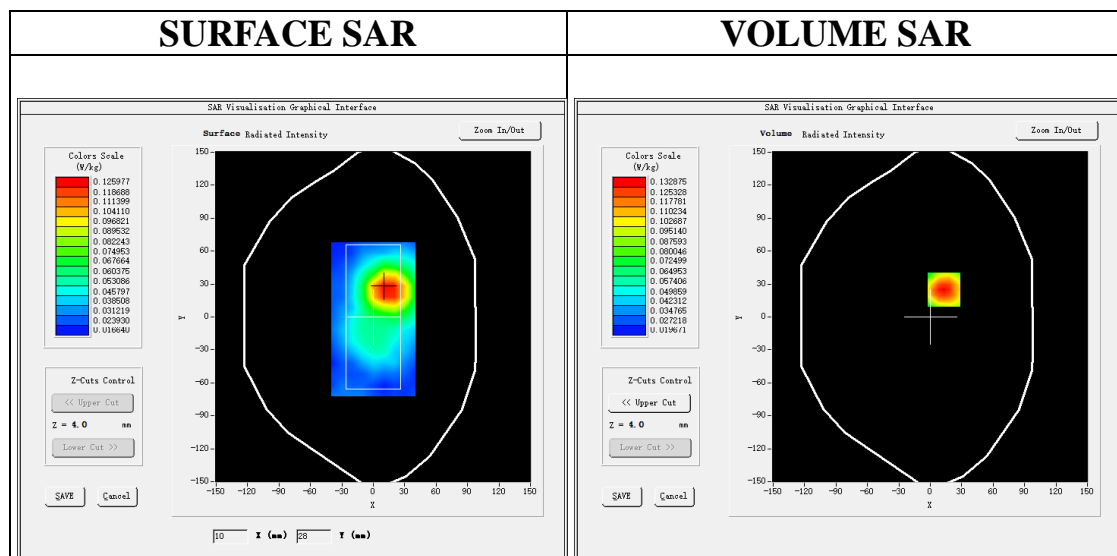 SURFACE SAR
VOLUME SAR
SAR Visualisation Graphical Interface
Surface Radiated Intensity
Zoom In/Out
Colors Scale
(W/kg)
0.125977
0.118688
0.111399
0.104110
0.096821
0.089532
0.082243
0.074953
0.067664
0.060375
0.053086
0.045797
0.038508
0.031219
0.023930
0.016640
150
120
90
60
30
0
-30
-60
-90
-120
-150
Y
-150 -120 -90 -60 -30 0 30 60 90 120 150
X
Z-Cuts Control
<< Upper Cut
Z = 4.0 mm
Lower Cut >>
SAVE Cancel
10 X (mm) 28 Y (mm)
SAR Visualisation Graphical Interface
Volume Radiated Intensity
Zoom In/Out
Colors Scale
(W/kg)
0.132875
0.125328
0.117781
0.110234
0.102687
0.095140
0.087593
0.080046
0.072499
0.064953
0.057406
0.049859
0.042312
0.034765
0.027218
0.019671
150
120
90
60
30
0
-30
-60
-90
-120
-150
Y
-150 -120 -90 -60 -30 0 30 60 90 120 150
X
Z-Cuts Control
<< Upper Cut
Z = 4.0 mm
Lower Cut >>
SAVE Cancel